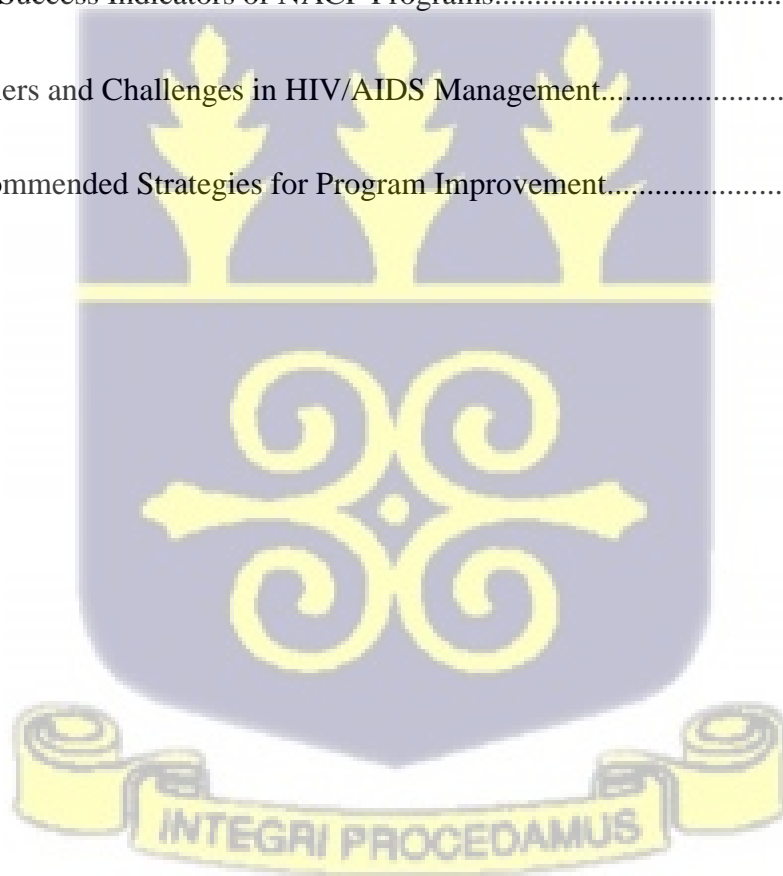 Success Indicators of NACP Programs..........................................
ers and Challenges in HIV/AIDS Management.......................
ommended Strategies for Program Improvement......................
INTEGRI PROCEDAMUS